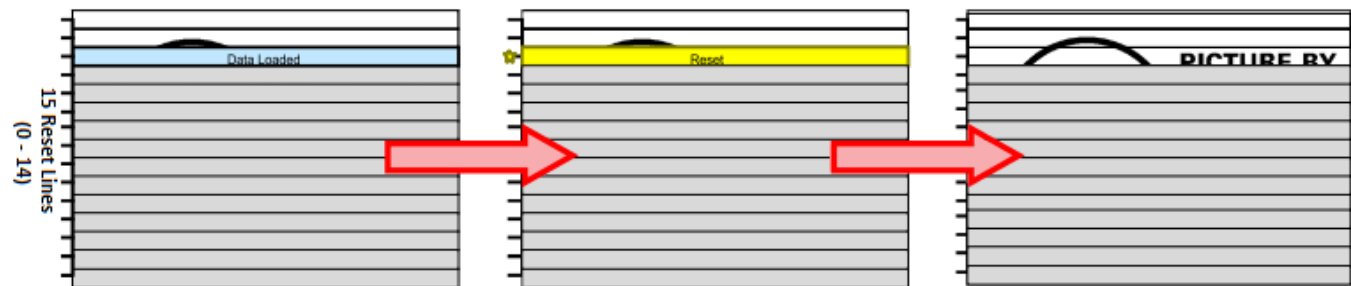 15 Reset Lines
(0 - 14)
Data Loaded
Reset
PICTURE BY